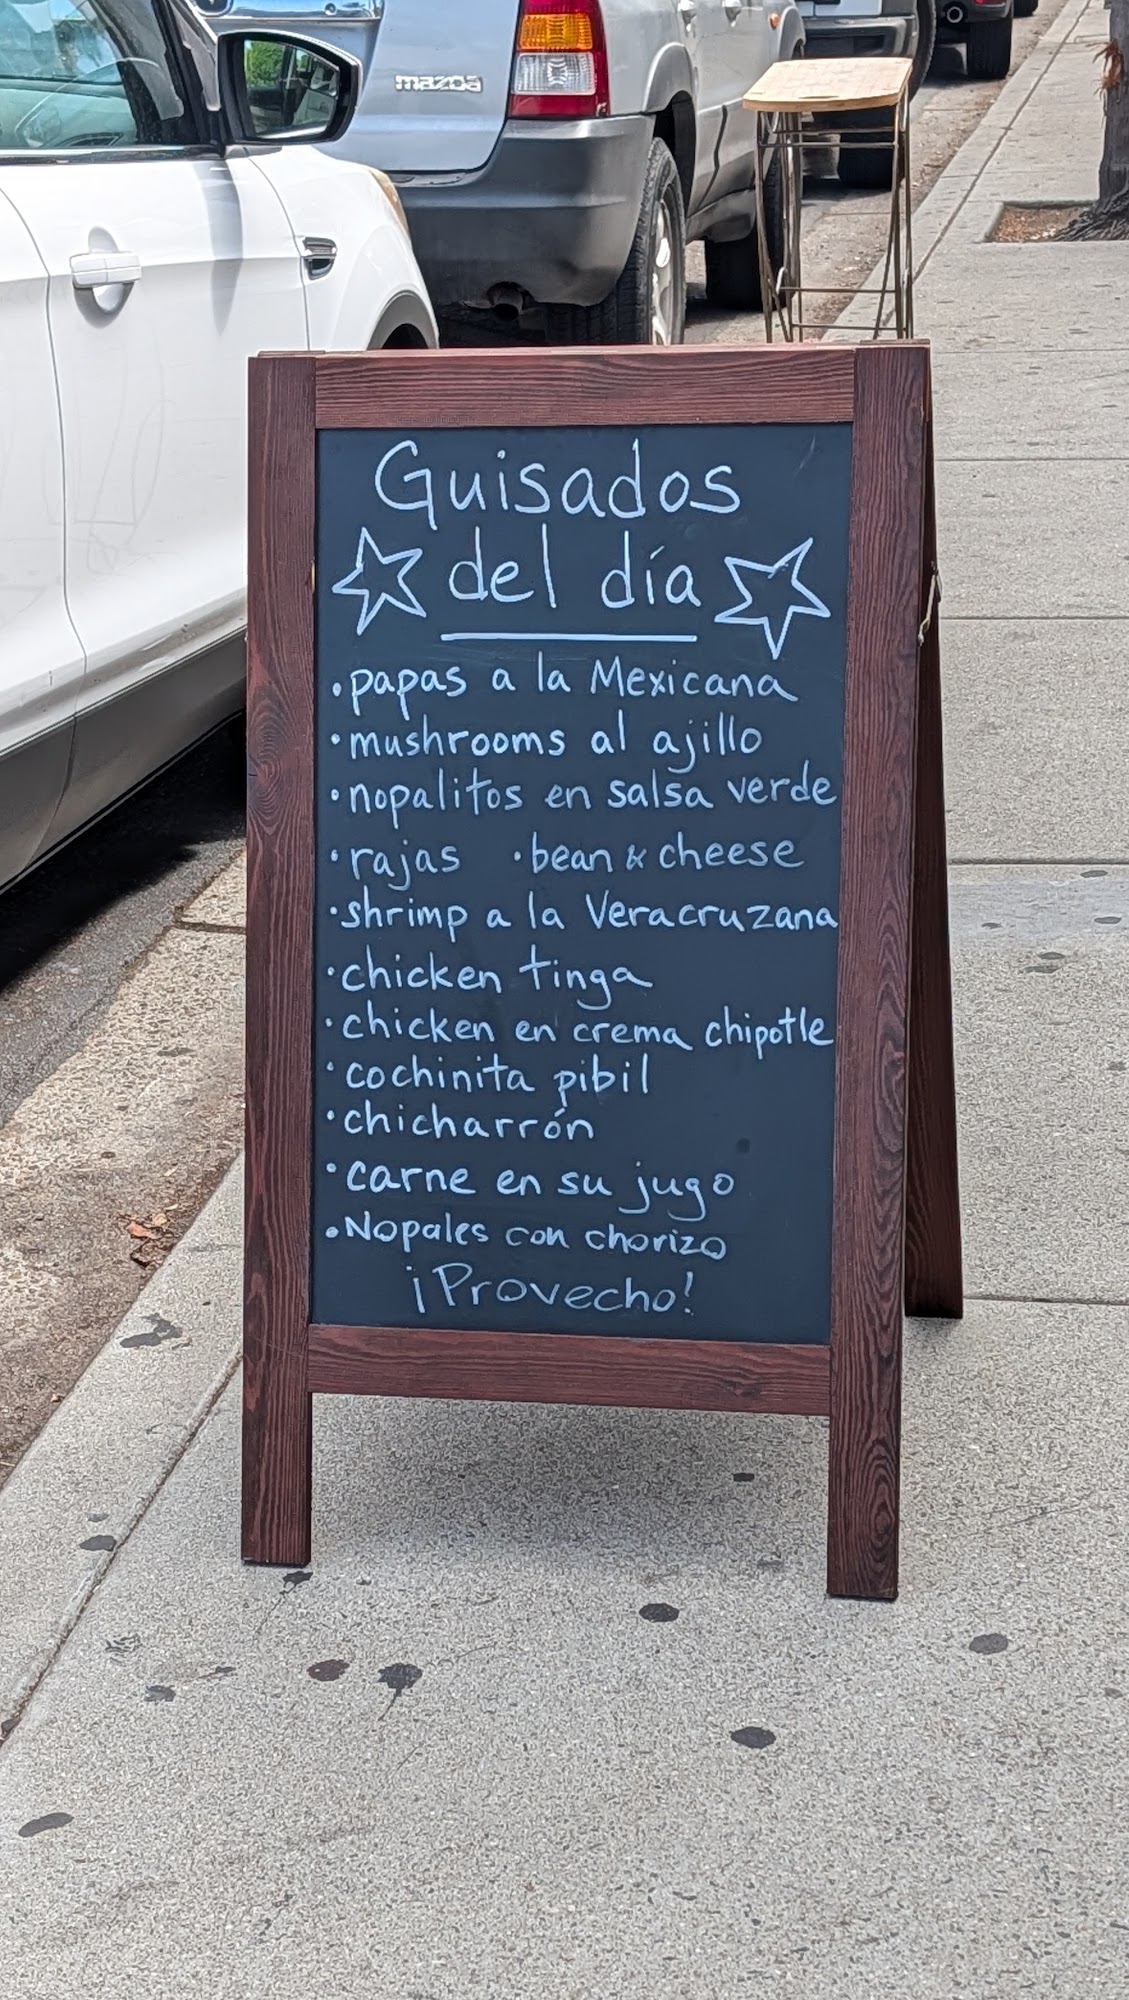 mazda
Guisados
del día
·papas a la Mexicana
·mushrooms al ajillo
·nopalitos en salsa verde
·rajas ·bean & cheese
·shrimp a la Veracruzana
·chicken tinga
·chicken en crema chipotle
·cochinita pibil
·chicharrón
·carne en su jugo
·Nopales con chorizo
¡Provecho!